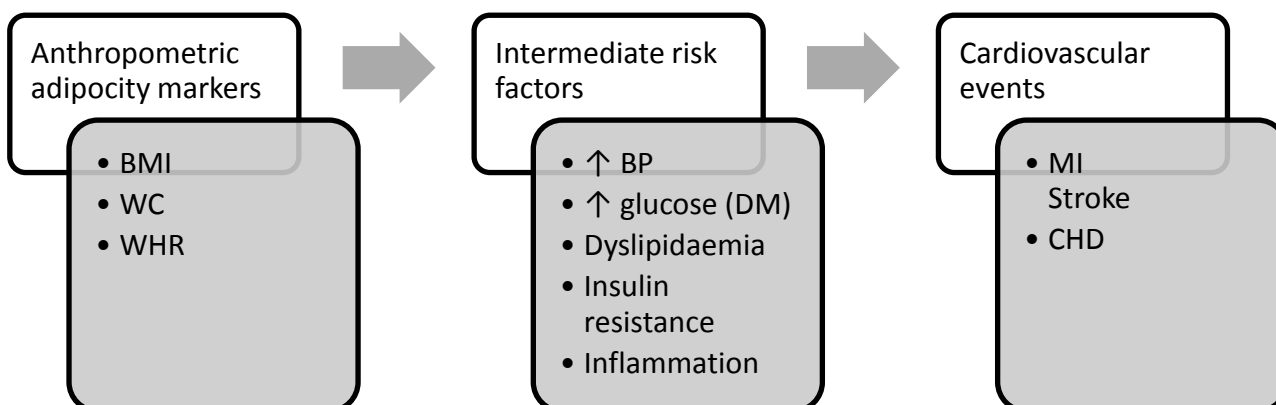 Anthropometric
adipocity markers
• BMI
• WC
• WHR
Intermediate risk
factors
• ↑ BP
• ↑ glucose (DM)
• Dyslipidaemia
• Insulin
resistance
• Inflammation
Cardiovascular
events
• MI
Stroke
• CHD